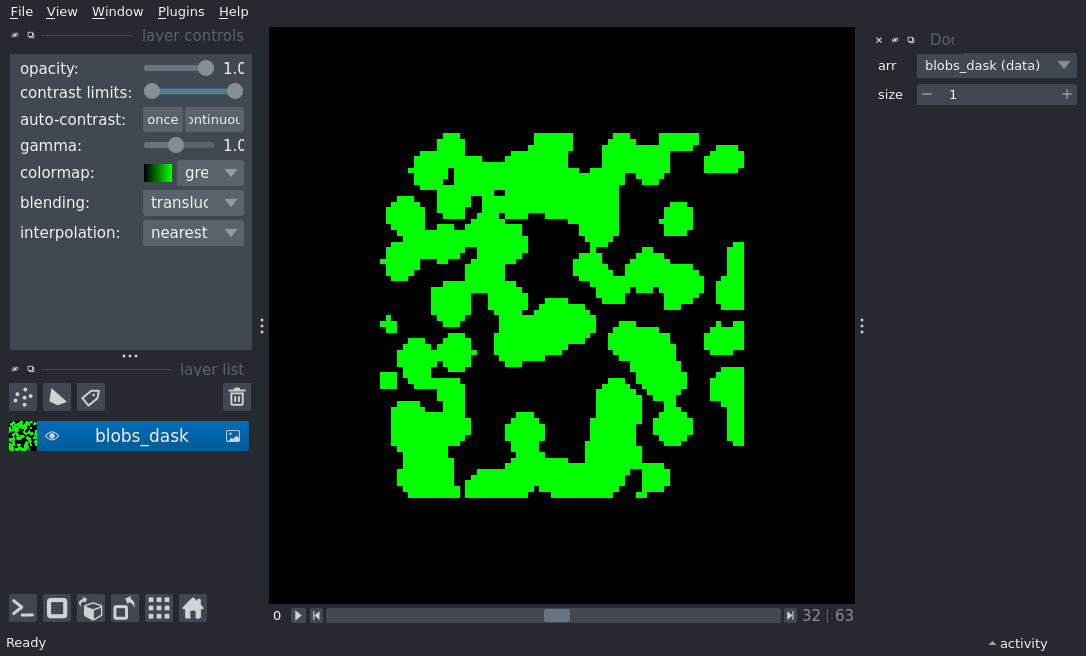 File View Window Plugins Help
layer controls
opacity: 1.0
contrast limits:
auto-contrast: once ontinuou
gamma: 1.0
colormap: gre
blending: transluc
interpolation: nearest
layer list
blobs_dask
0 32 | 63
Ready
Doc
arr blobs_dask (data)
size 1
activity